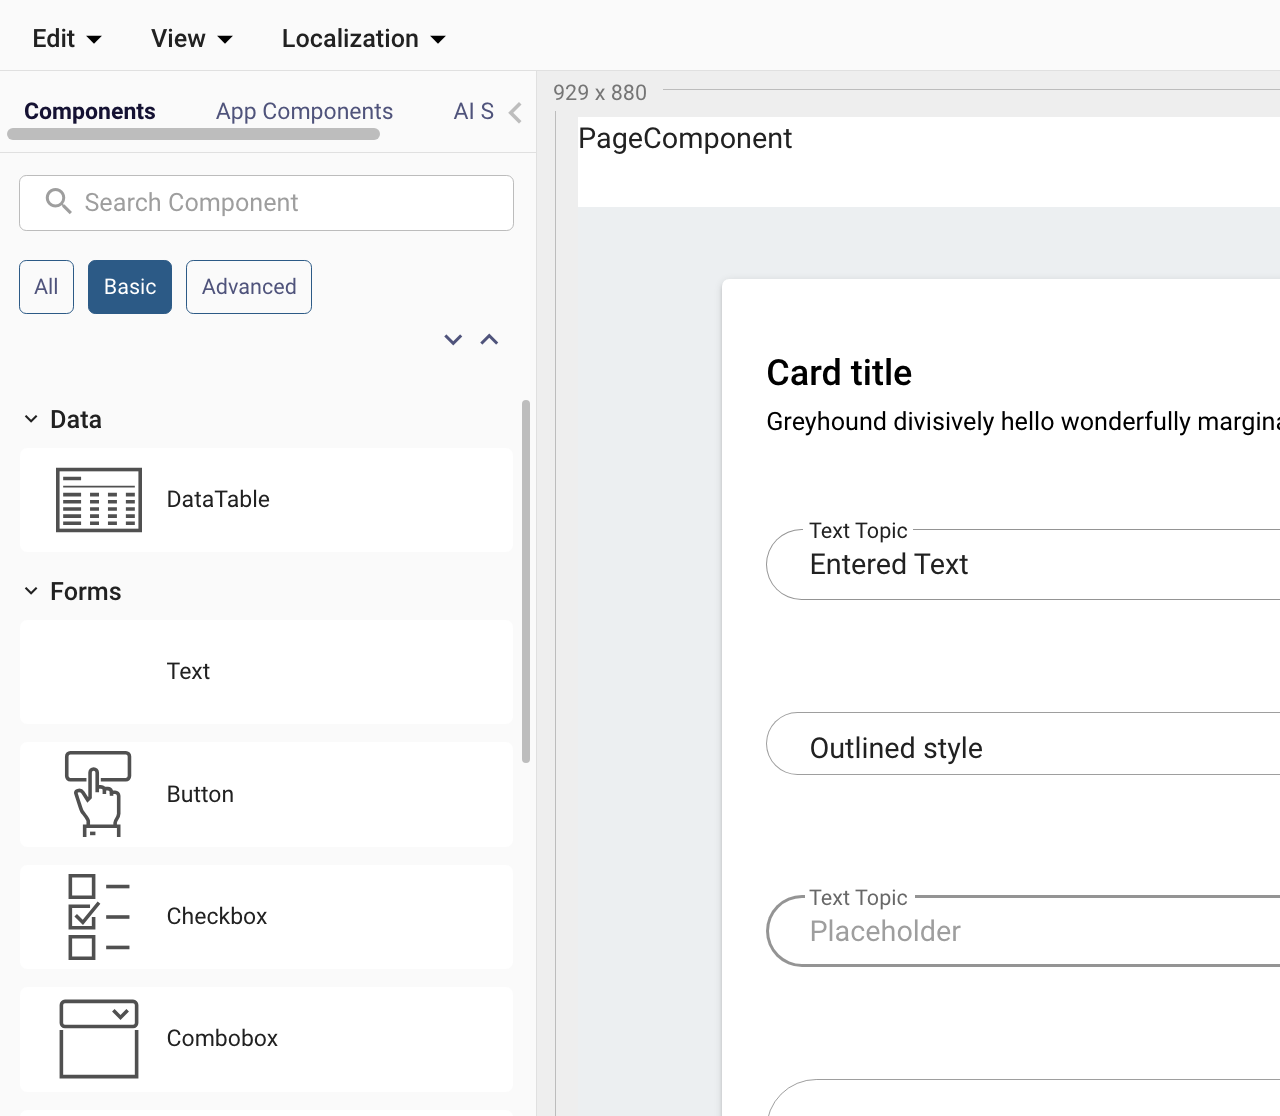 Edit View Localization
Components App Components AI S
929 x 880
PageComponent
Search Component
All Basic Advanced
Data
DataTable
Forms
Text
Button
Checkbox
Combobox
Card title
Greyhound divisively hello wonderfully margina
Text Topic
Entered Text
Outlined style
Text Topic
Placeholder